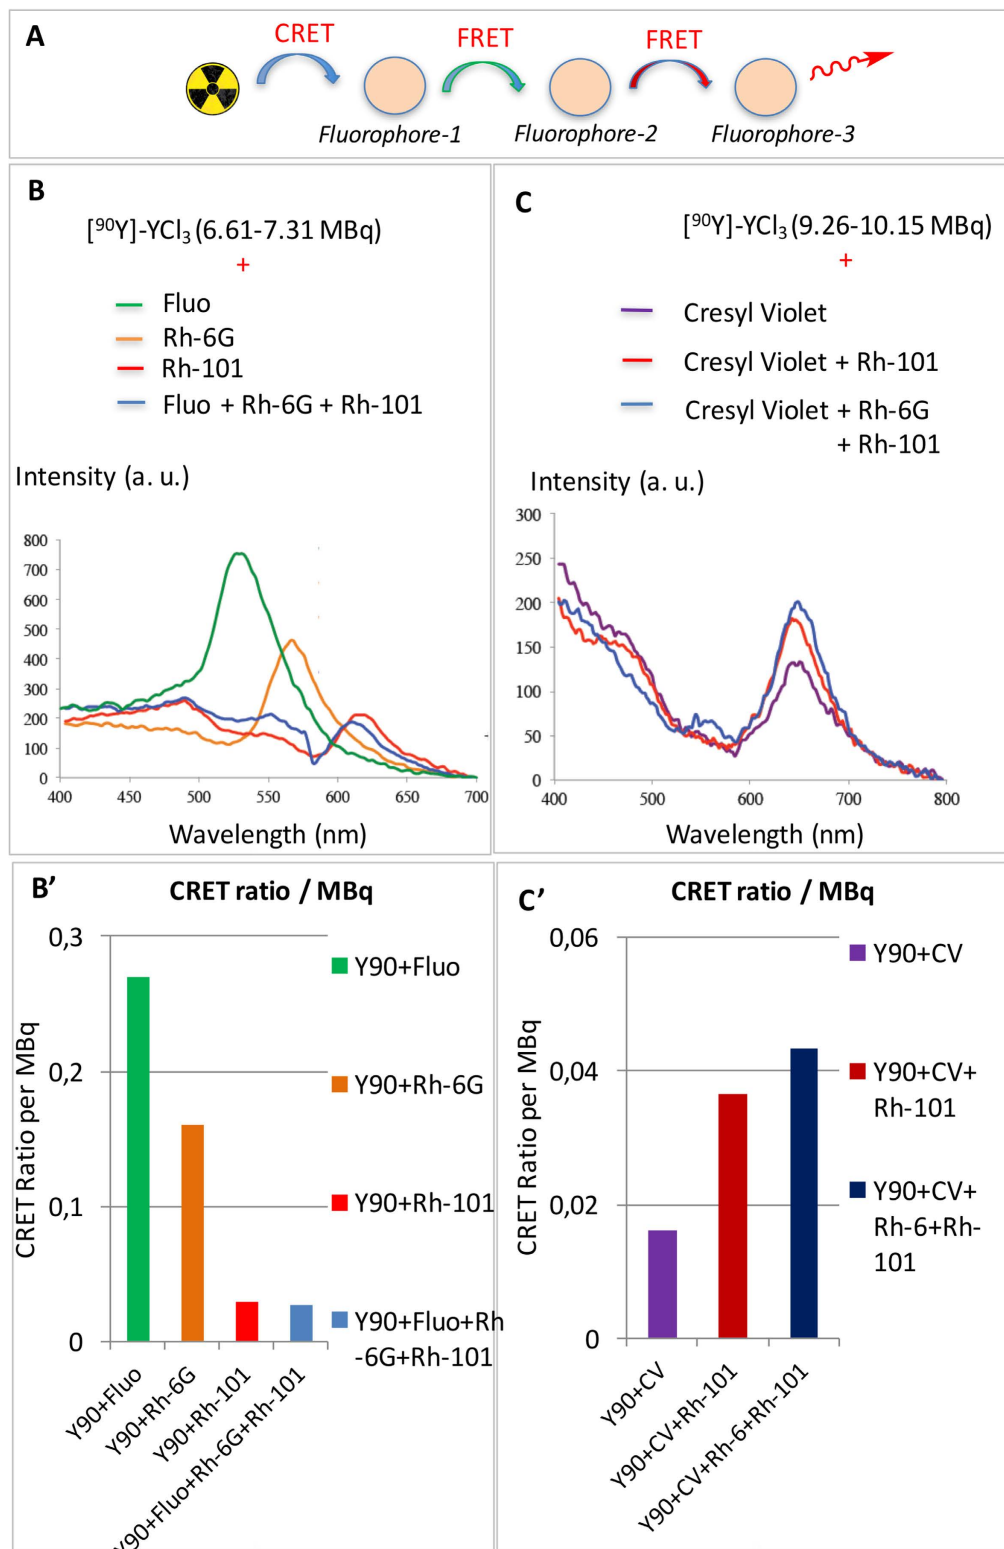 A
CRET
FRET
FRET
Fluorophore-1
Fluorophore-2
Fluorophore-3
B
[⁹⁰Y]-YCl₃ (6.61-7.31 MBq)
+
Fluo
Rh-6G
Rh-101
Fluo + Rh-6G + Rh-101
Intensity (a. u.)
800
700
600
500
400
300
200
100
0
400
450
500
550
600
650
700
Wavelength (nm)
C
[⁹⁰Y]-YCl₃ (9.26-10.15 MBq)
+
Cresyl Violet
Cresyl Violet + Rh-101
Cresyl Violet + Rh-6G
+ Rh-101
Intensity (a. u.)
300
250
200
150
100
50
0
400
500
600
700
800
Wavelength (nm)
B’
CRET ratio / MBq
CRET Ratio per MBq
0,3
0,2
0,1
0
Y90+Fluo
Y90+Rh-6G
Y90+Rh-101
Y90+Fluo+Rh-6G+Rh-101
Y90+Fluo
Y90+Rh-6G
Y90+Rh-101
Y90+Fluo+Rh
-6G+Rh-101
C’
CRET ratio / MBq
CRET Ratio per MBq
0,06
0,04
0,02
0
Y90+CV
Y90+CV+Rh-101
Y90+CV+Rh-6+Rh-101
Y90+CV
Y90+CV+
Rh-101
Y90+CV+
Rh-6+Rh-
101